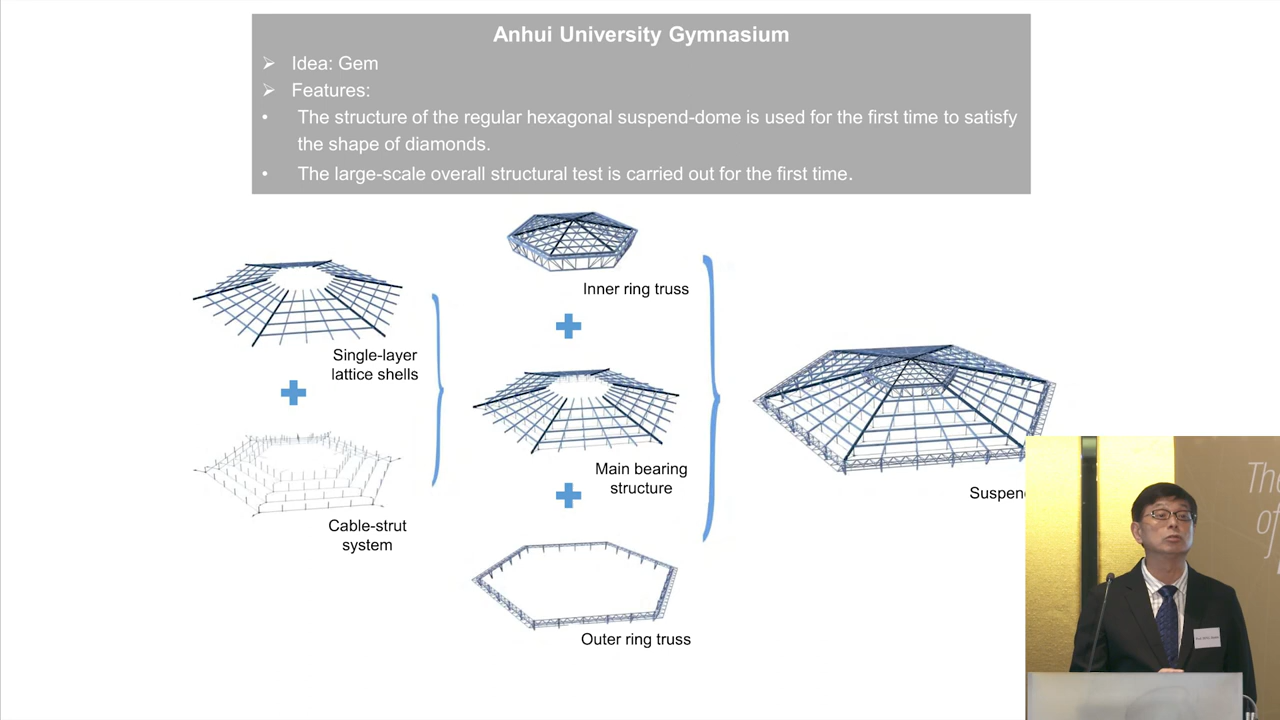 Anhui University Gymnasium
➢ Idea: Gem
➢ Features:
• The structure of the regular hexagonal suspend-dome is used for the first time to satisfy
the shape of diamonds.
• The large-scale overall structural test is carried out for the first time.
Inner ring truss
Single-layer
lattice shells
Main bearing
structure
Cable-strut
system
Outer ring truss
Suspen
The
of